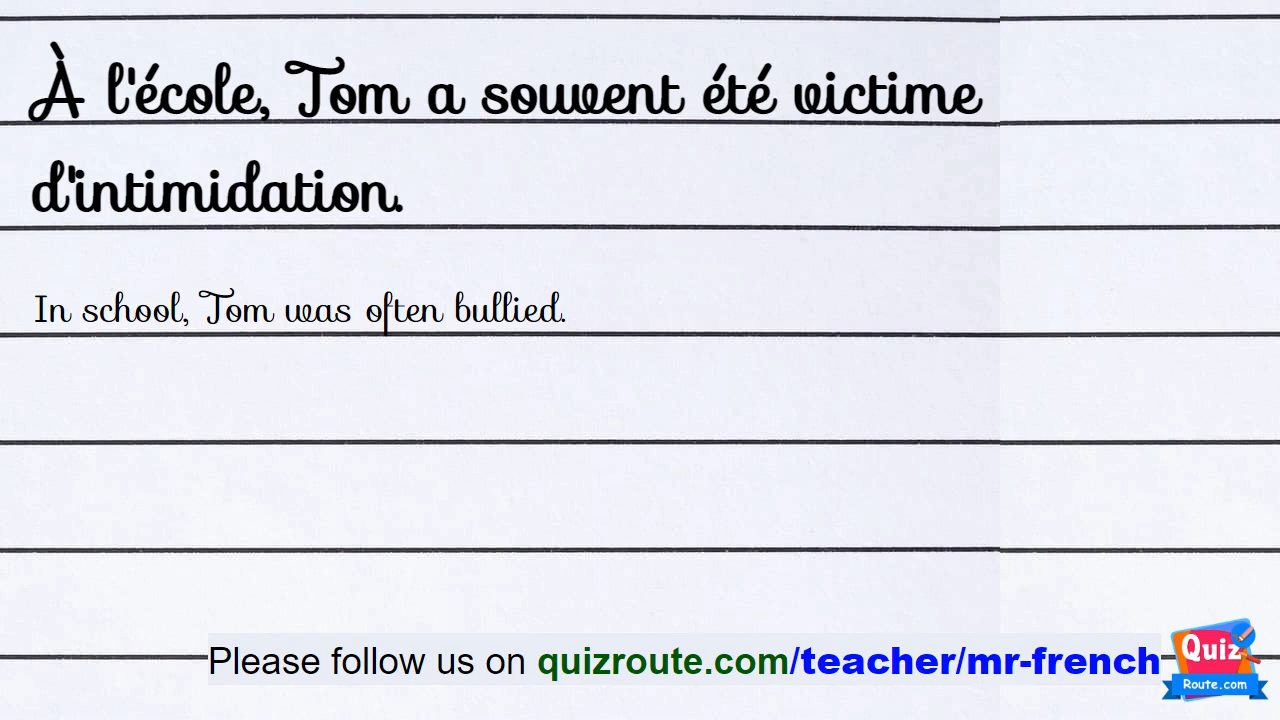 À l'école, Tom a souvent été victime
d'intimidation.
In school, Tom was often bullied.
Please follow us on quizroute.com/teacher/mr-french
Quiz
Route.com